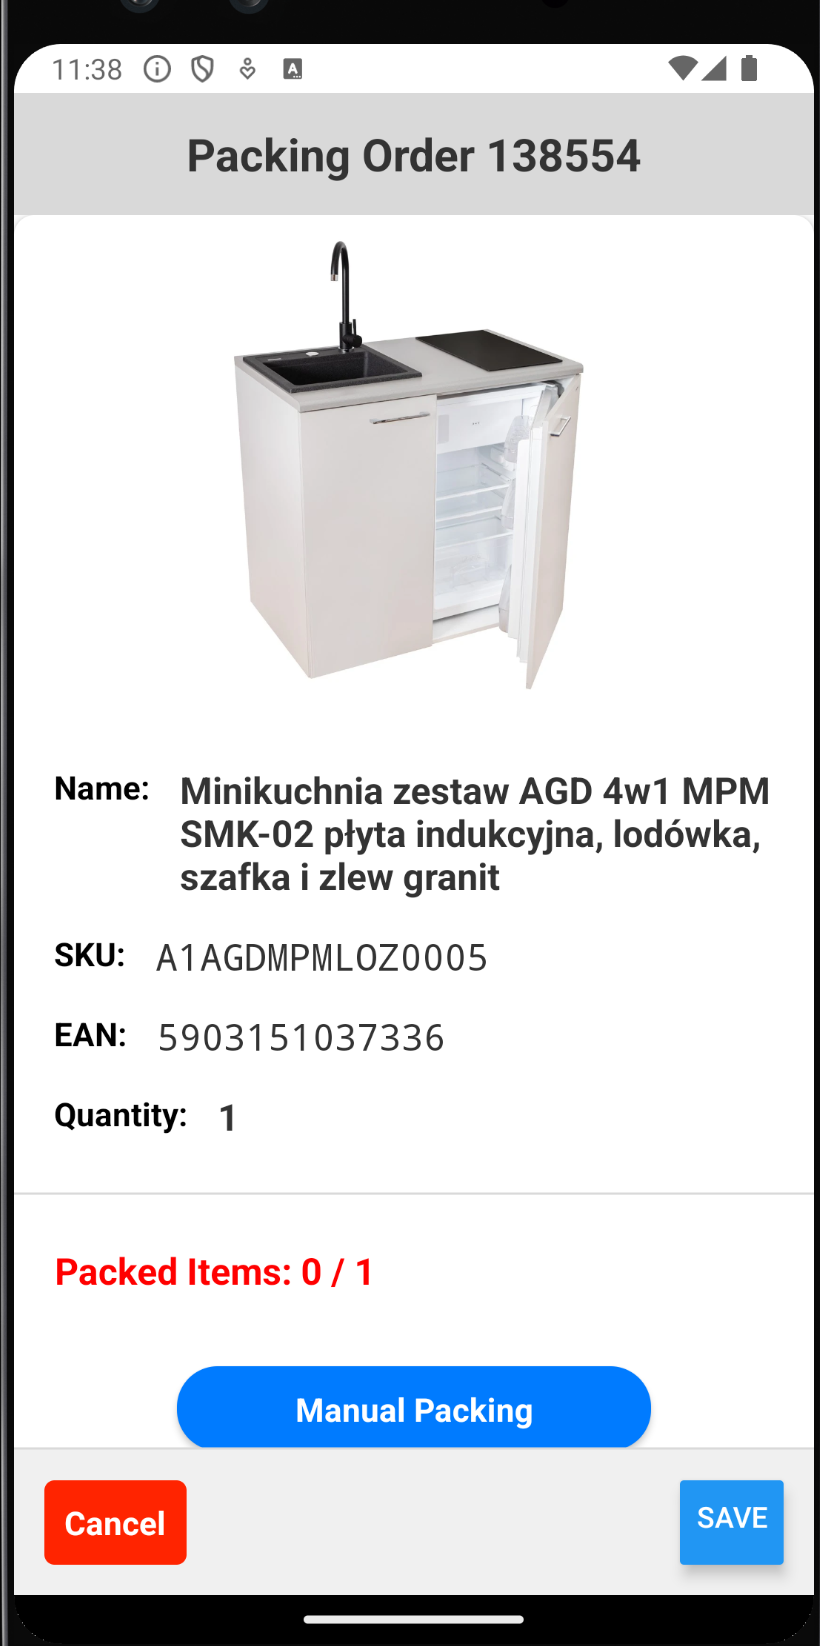 11:38
Packing Order 138554
Name: Minikuchnia zestaw AGD 4w1 MPM
SMK-02 płyta indukcyjna, lodówka,
szafka i zlew granit
SKU: A1AGDMPMLOZ0005
EAN: 5903151037336
Quantity: 1
Packed Items: 0 / 1
Manual Packing
Cancel
SAVE